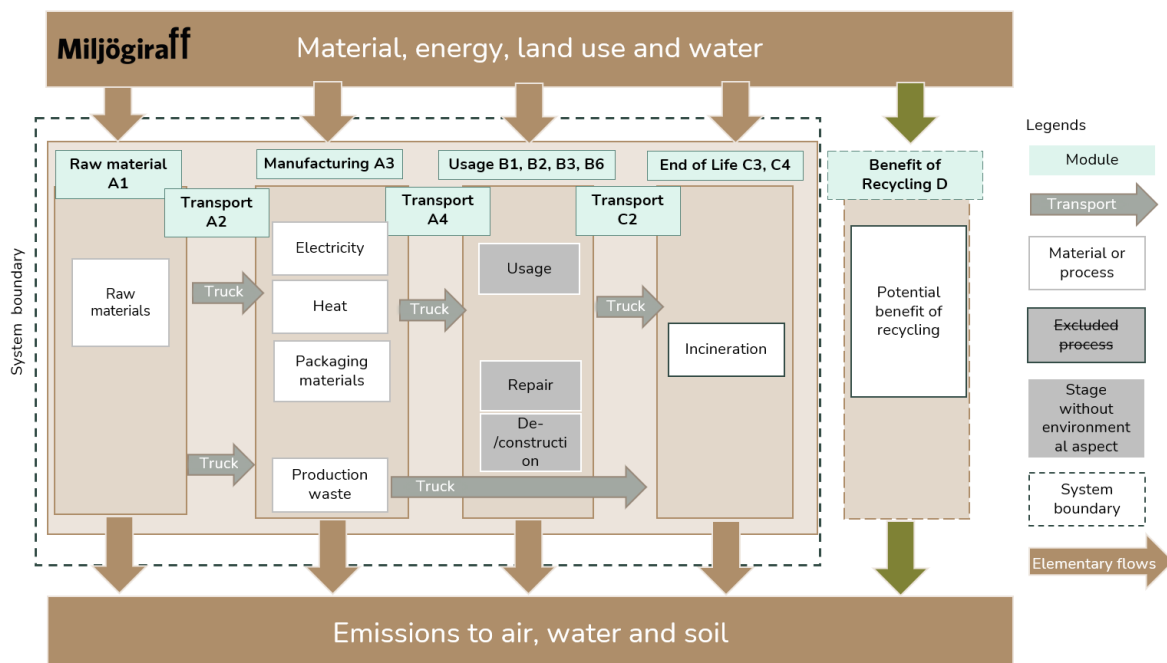 Miljögiraff
Material, energy, land use and water
System boundary
Raw material
A1
Transport
A2
Manufacturing A3
Transport
A4
Usage B1, B2, B3, B6
Transport
C2
End of Life C3, C4
Benefit of
Recycling D
Raw
materials
Truck
Truck
Electricity
Heat
Packaging
materials
Production
waste
Truck
Truck
Usage
Repair
De-
/constructi
on
Truck
Incineration
Potential
benefit of
recycling
Legends
Module
Transport
Material or
process
Excluded
process
Stage
without
environment
al aspect
System
boundary
Elementary flows
Emissions to air, water and soil